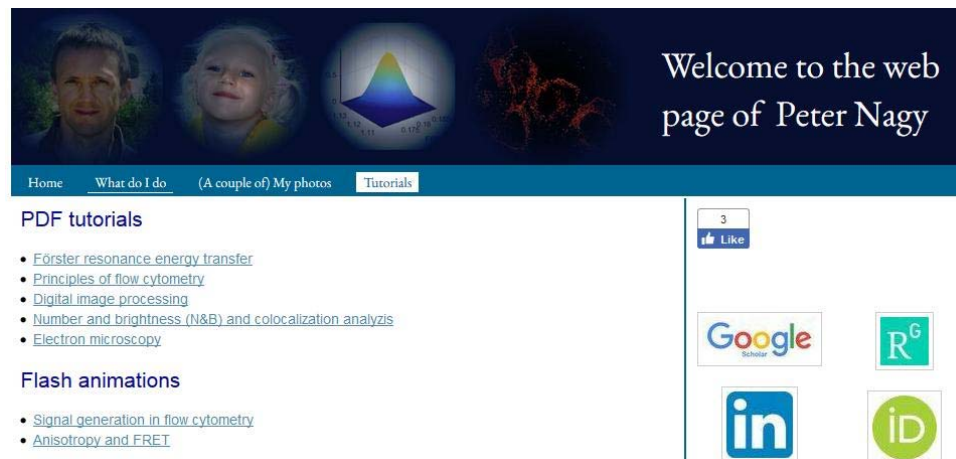 Welcome to the web
page of Peter Nagy
Home What do I do (A couple of) My photos Tutorials
PDF tutorials
Förster resonance energy transfer
Principles of flow cytometry
Digital image processing
Number and brightness (N&B) and colocalization analyzis
Electron microscopy
Flash animations
Signal generation in flow cytometry
Anisotropy and FRET
3
Like
Google
Scholar
RG
in
iD